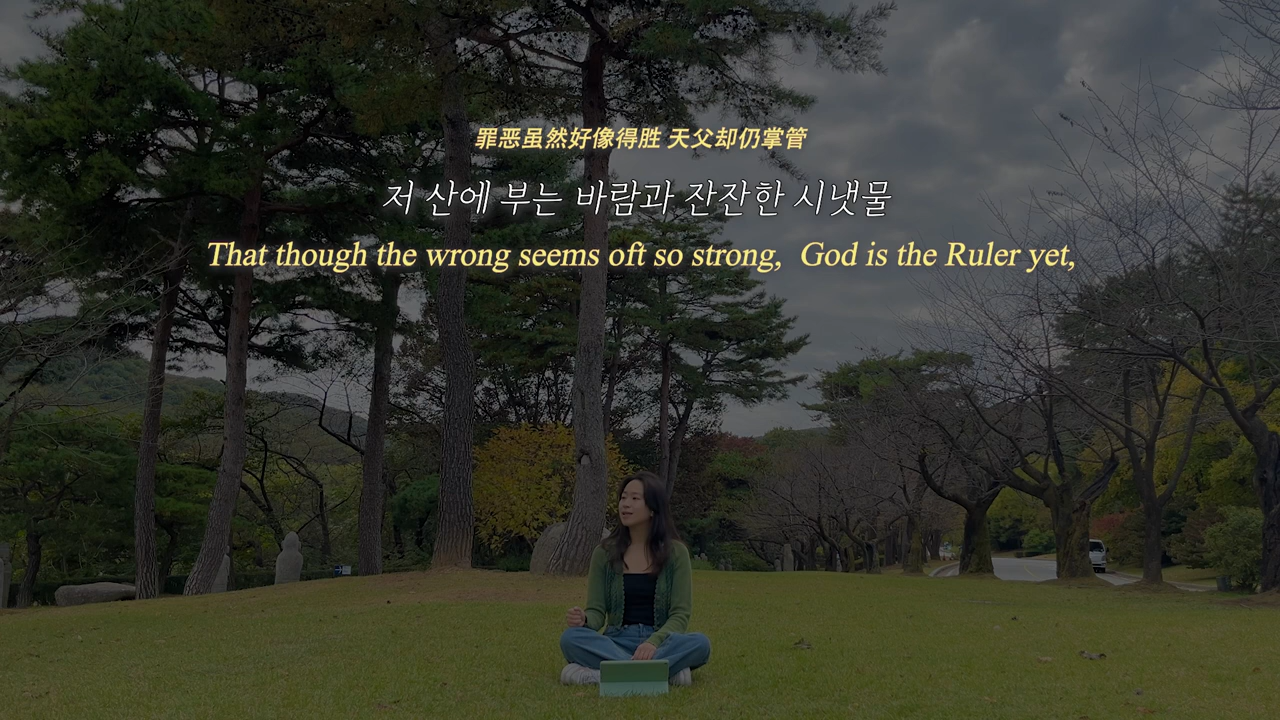 罪恶虽然好像得胜 天父却仍掌管
저 산에 부는 바람과 잔잔한 시냇물
That though the wrong seems oft so strong, God is the Ruler yet,